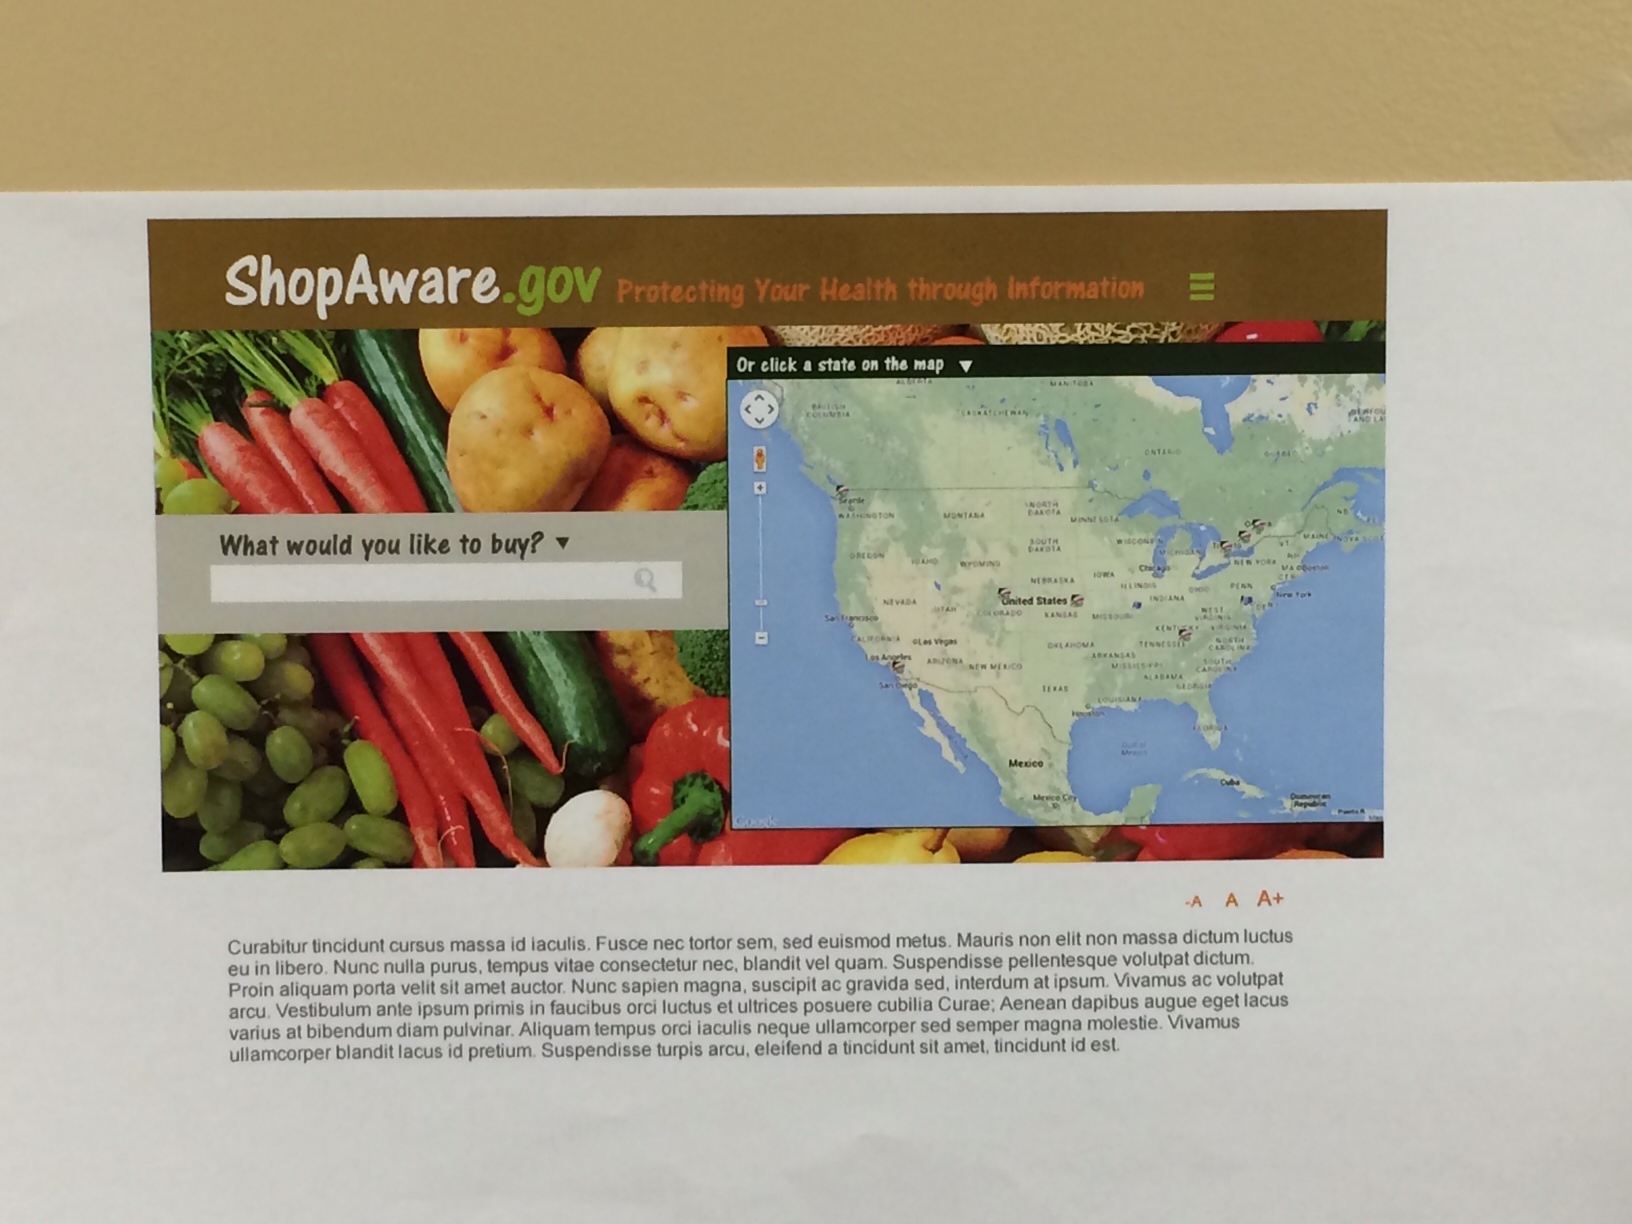 ShopAware.gov Protecting Your Health through Information
Or click a state on the map
What would you like to buy?
ALBERTA
MANITOBA
BRITISH COLUMBIA
SASKATCHEWAN
ONTARIO
QUEBEC
NB
Seattle
WASHINGTON
MONTANA
NORTH DAKOTA
MINNESOTA
MAINE
NOVA
VT
NH
OREGON
IDAHO
WYOMING
SOUTH DAKOTA
WISCONSIN
MICHIGAN
NEW YORK
Boston
Chicago
IOWA
NEBRASKA
ILLINOIS
INDIANA
OHIO
PENN
New York
NEVADA
UTAH
COLORADO
United States
KANSAS
MISSOURI
WEST VIRGINIA
KENTUCKY
VIRGINIA
San Francisco
CALIFORNIA
Las Vegas
OKLAHOMA
TENNESSEE
NORTH CAROLINA
Los Angeles
ARIZONA
NEW MEXICO
ARKANSAS
MISSISSIPPI
SOUTH CAROLINA
San Diego
TEXAS
ALABAMA
GEORGIA
LOUISIANA
Houston
FLORIDA
Gulf of Mexico
Mexico
Mexico City
Cuba
Dominican Republic
Google
-A A A+
Curabitur tincidunt cursus massa id iaculis. Fusce nec tortor sem, sed euismod metus. Mauris non elit non massa dictum luctus
eu in libero. Nunc nulla purus, tempus vitae consectetur nec, blandit vel quam. Suspendisse pellentesque volutpat dictum.
Proin aliquam porta velit sit amet auctor. Nunc sapien magna, suscipit ac gravida sed, interdum at ipsum. Vivamus ac volutpat
arcu. Vestibulum ante ipsum primis in faucibus orci luctus et ultrices posuere cubilia Curae; Aenean dapibus augue eget lacus
varius at bibendum diam pulvinar. Aliquam tempus orci iaculis neque ullamcorper sed semper magna molestie. Vivamus
ullamcorper blandit lacus id pretium. Suspendisse turpis arcu, eleifend a tincidunt sit amet, tincidunt id est.